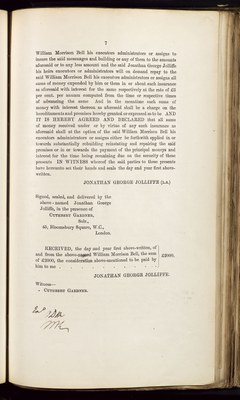 7
William Morrison Bell his executors administrators or assigns to
insure the said messuages and building or any of them to the amounts
aforesaid or to any less amount and the said Jonathan George Jolliffe
his heirs executors or administrators will on demand repay to the
said William Morrison Bell his executors administrators or assigns all
sums of money expended by him or them in or about such insurance
as aforesaid with interest for the same respectively at the rate of £5
per cent. per annum computed from the time or respective times
of advancing the same And in the meantime such sums of
money with interest thereon as aforesaid shall be a charge on the
hereditaments and premises hereby granted or expressed so to be AND
IT IS HEREBY AGREED AND DECLARED that all sums
of money received under or by virtue of any such insurance as
aforesaid shall at the option of the said William Morrison Bell his
executors administrators or assigns either be forthwith applied in or
towards substantially rebuilding reinstating and repairing the said
premises or in or towards the payment of the principal moneys and
interest for the time being remaining due on the security of these
presents IN WITNESS whereof the said parties to these presents
have hereunto set their hands and seals the day and year first above-
written.
JONATHAN GEORGE JOLLIFFE (L.S.)
Signed, sealed, and delivered by the
above-named Jonathan George
Jolliffe, in the presence of
CUTHBERT GARDNER,
Solr.,
45, Bloomsbury Square, W.C.,
London.
RECEIVED, the day and year first above-written, of
and from the above-named William Morrison Bell, the sum
of £3000, the consideration above-mentioned to be paid by
him to me
£3000.
JONATHAN GEORGE JOLLIFFE.
Witness—
CUTHBERT GARDNER.